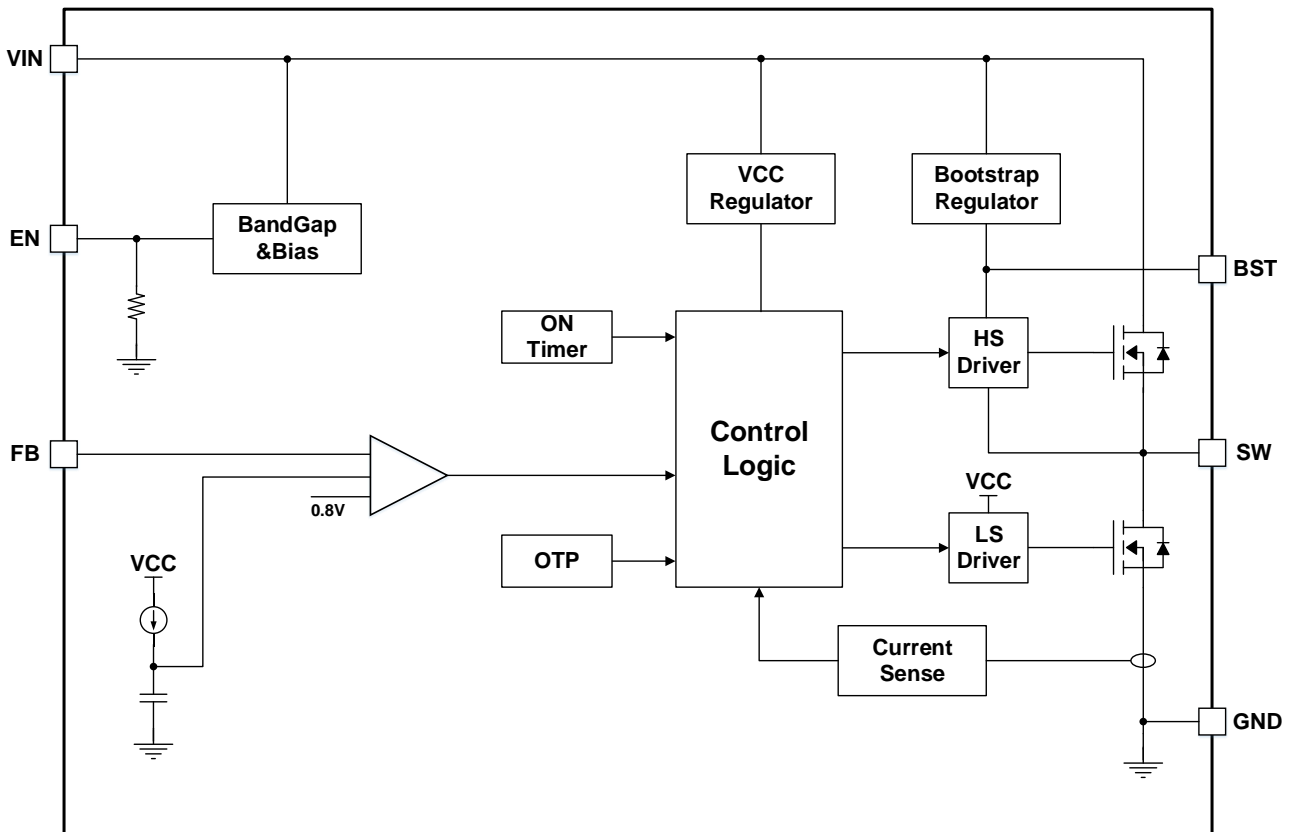 VIN
VCC
Regulator
Bootstrap
Regulator
EN
BandGap
&Bias
BST
ON
Timer
HS
Driver
FB
Control
Logic
SW
0.8V
VCC
LS
Driver
VCC
OTP
Current
Sense
GND